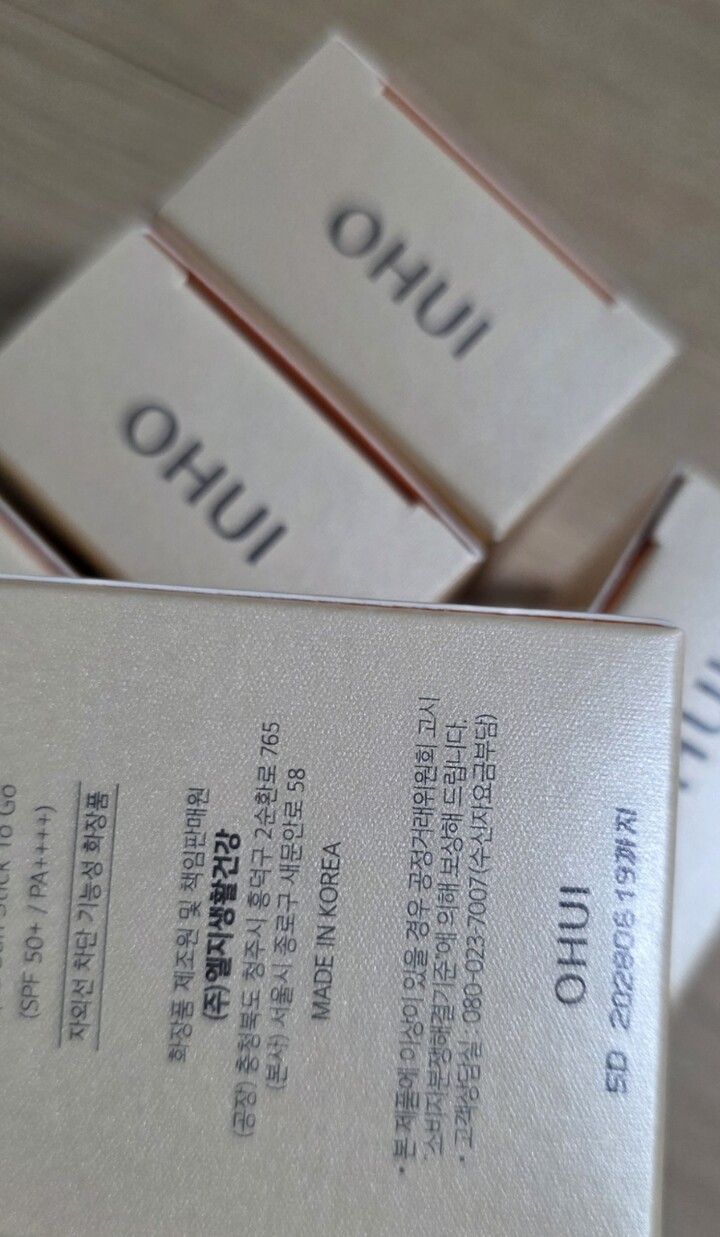 OHUI
OHUI
Stick To Go
(SPF 50+ / PA++++)
자외선 차단 기능성 화장품
화장품 제조원 및 책임판매원
(주)엘지생활건강
(공장) 충청북도 청주시 흥덕구 2순환로 765
(본사) 서울시 종로구 새문안로 58
MADE IN KOREA
• 본 제품에 이상이 있을 경우 공정거래위원회 고시
'소비자분쟁해결기준'에 의해 보상해 드립니다.
• 고객상담실 : 080-023-7007(수신자요금부담)
OHUI
5D 20280619까지